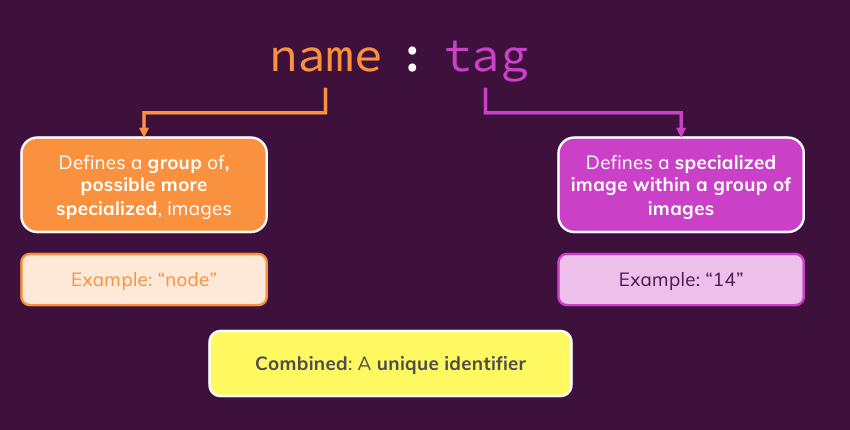 name : tag
Defines a group of,
possible more
specialized, images
Defines a specialized
image within a group of
images
Example: “node”
Example: “14”
Combined: A unique identifier